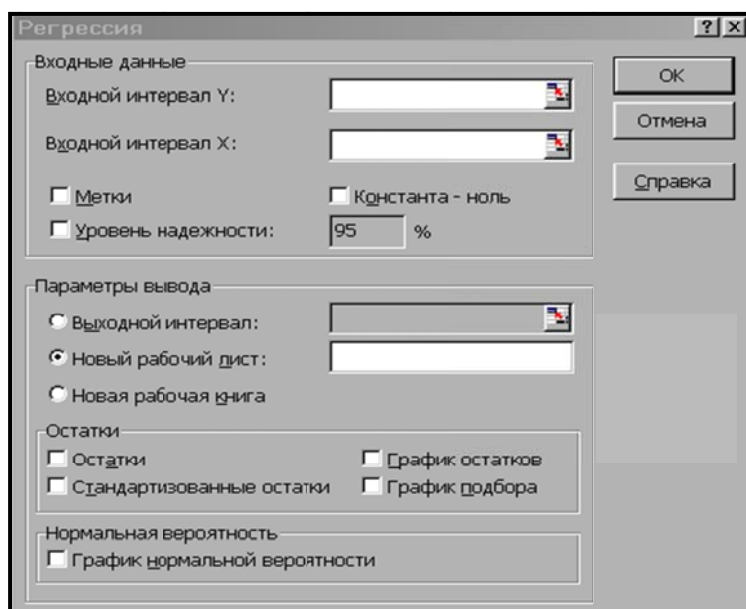 Регрессия
Входные данные
Входной интервал Y:
Входной интервал X:
Метки
Константа - ноль
Уровень надежности:
95 %
Параметры вывода
Выходной интервал:
Новый рабочий лист:
Новая рабочая книга
Остатки
Остатки
График остатков
Стандартизованные остатки
График подбора
Нормальная вероятность
График нормальной вероятности
ОК
Отмена
Справка